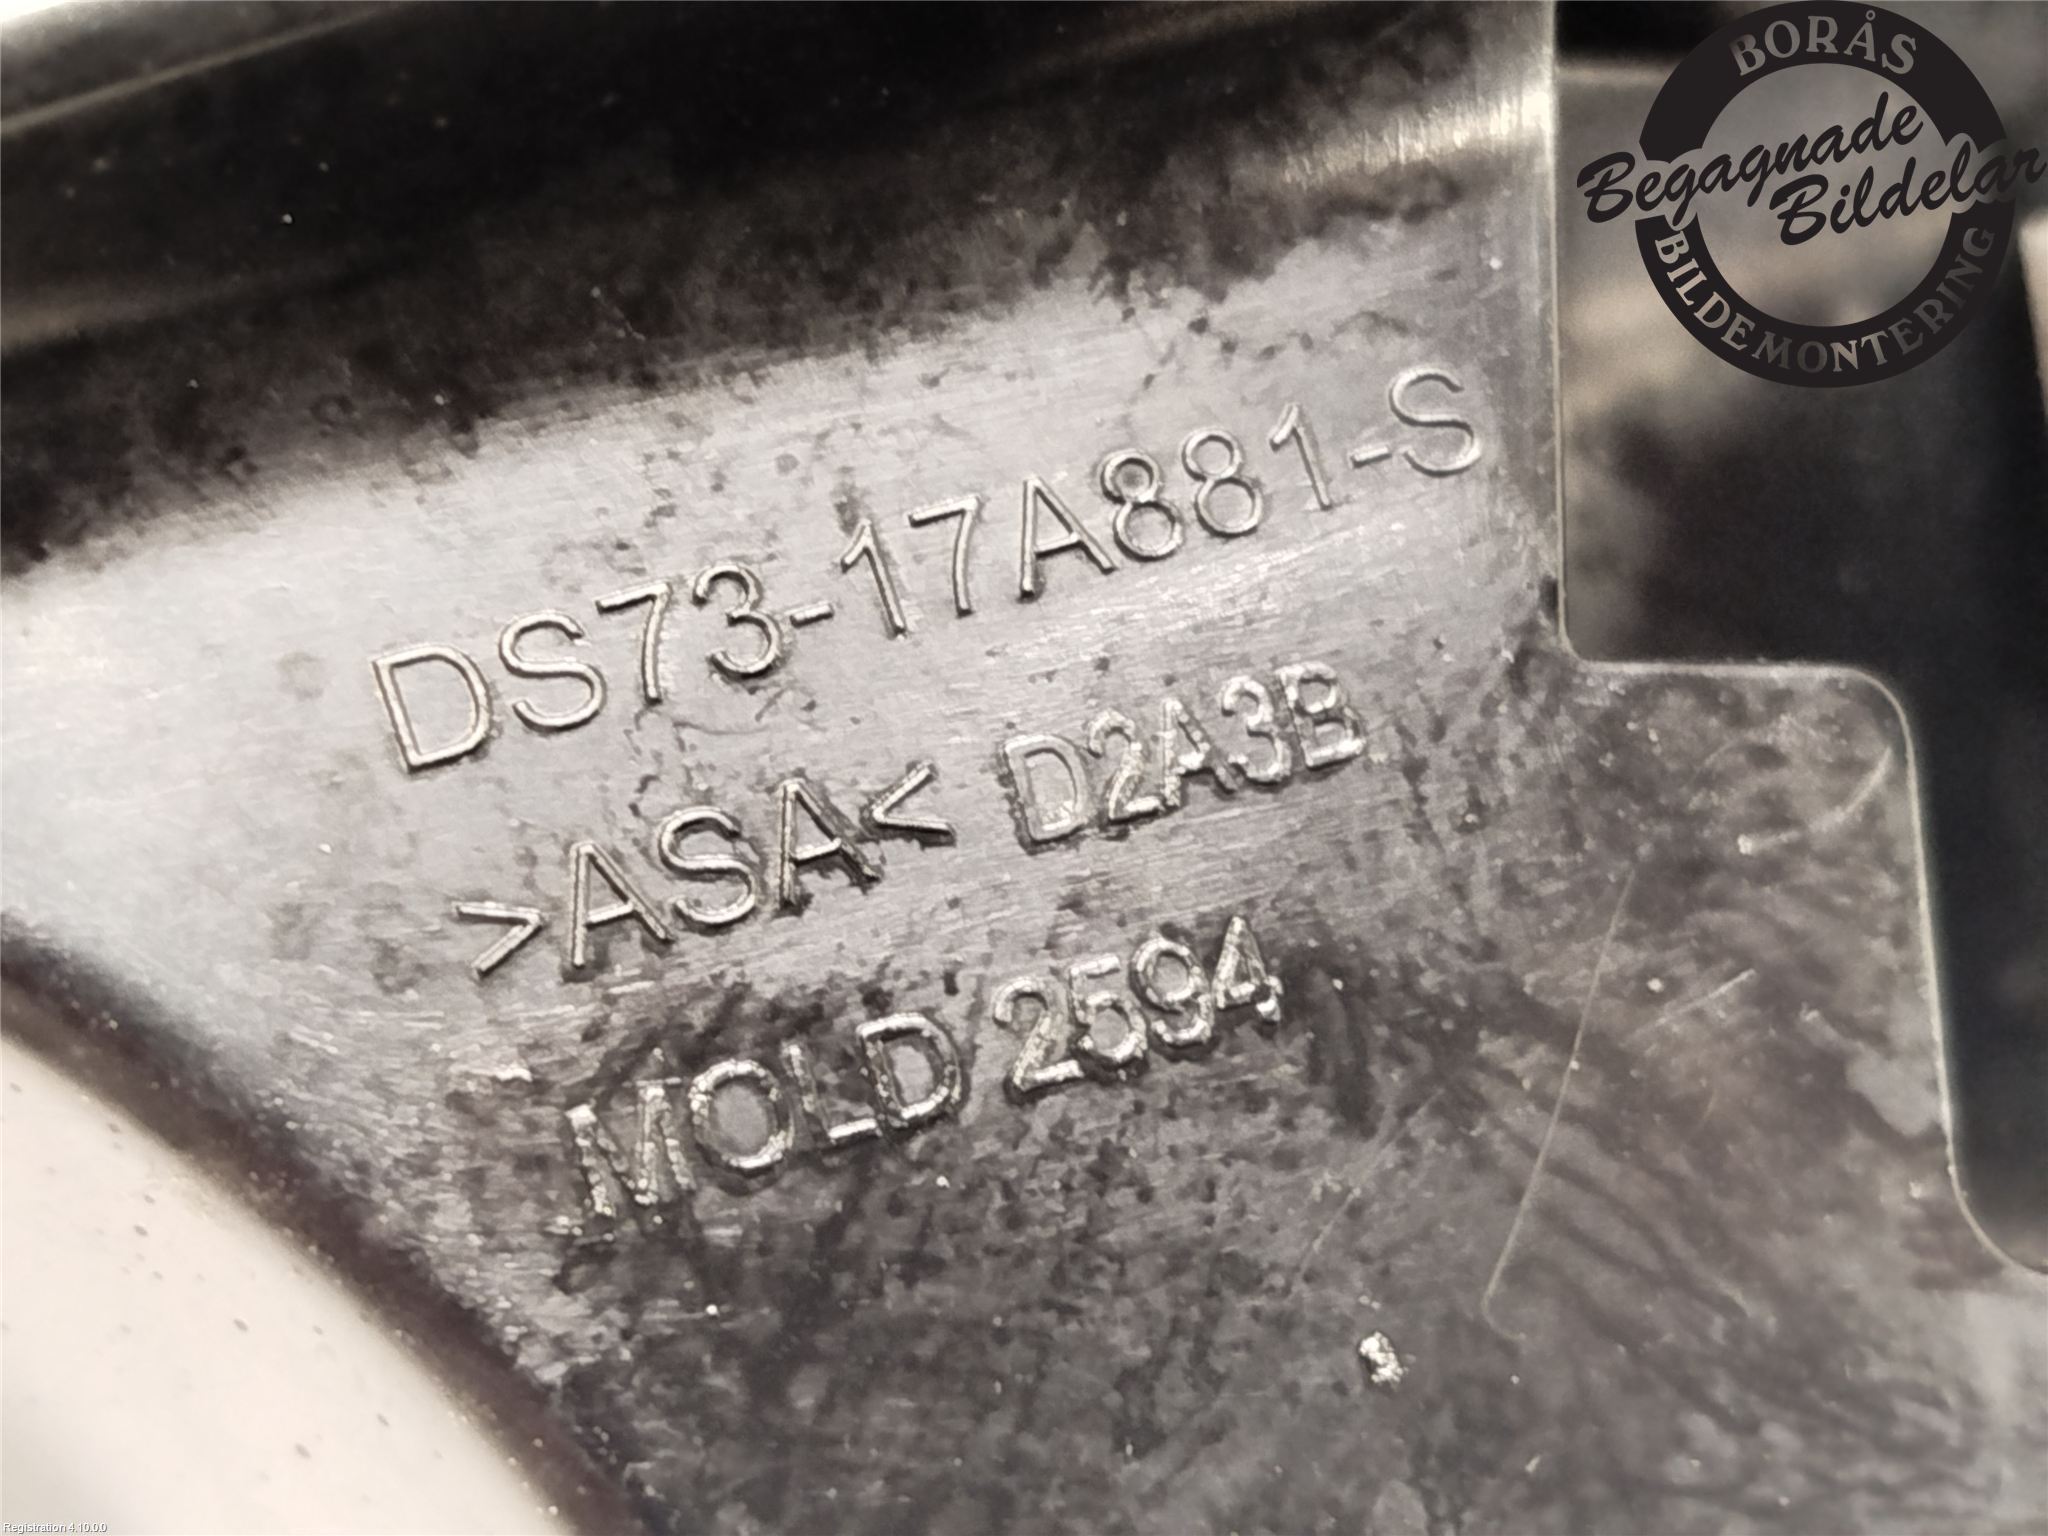 BORÅS
Begagnade
Bildelar
BILDEMONTERING
DS73-17A881-S
>ASA< D2A3B
MOLD 2594
Registration 4.10.0.0